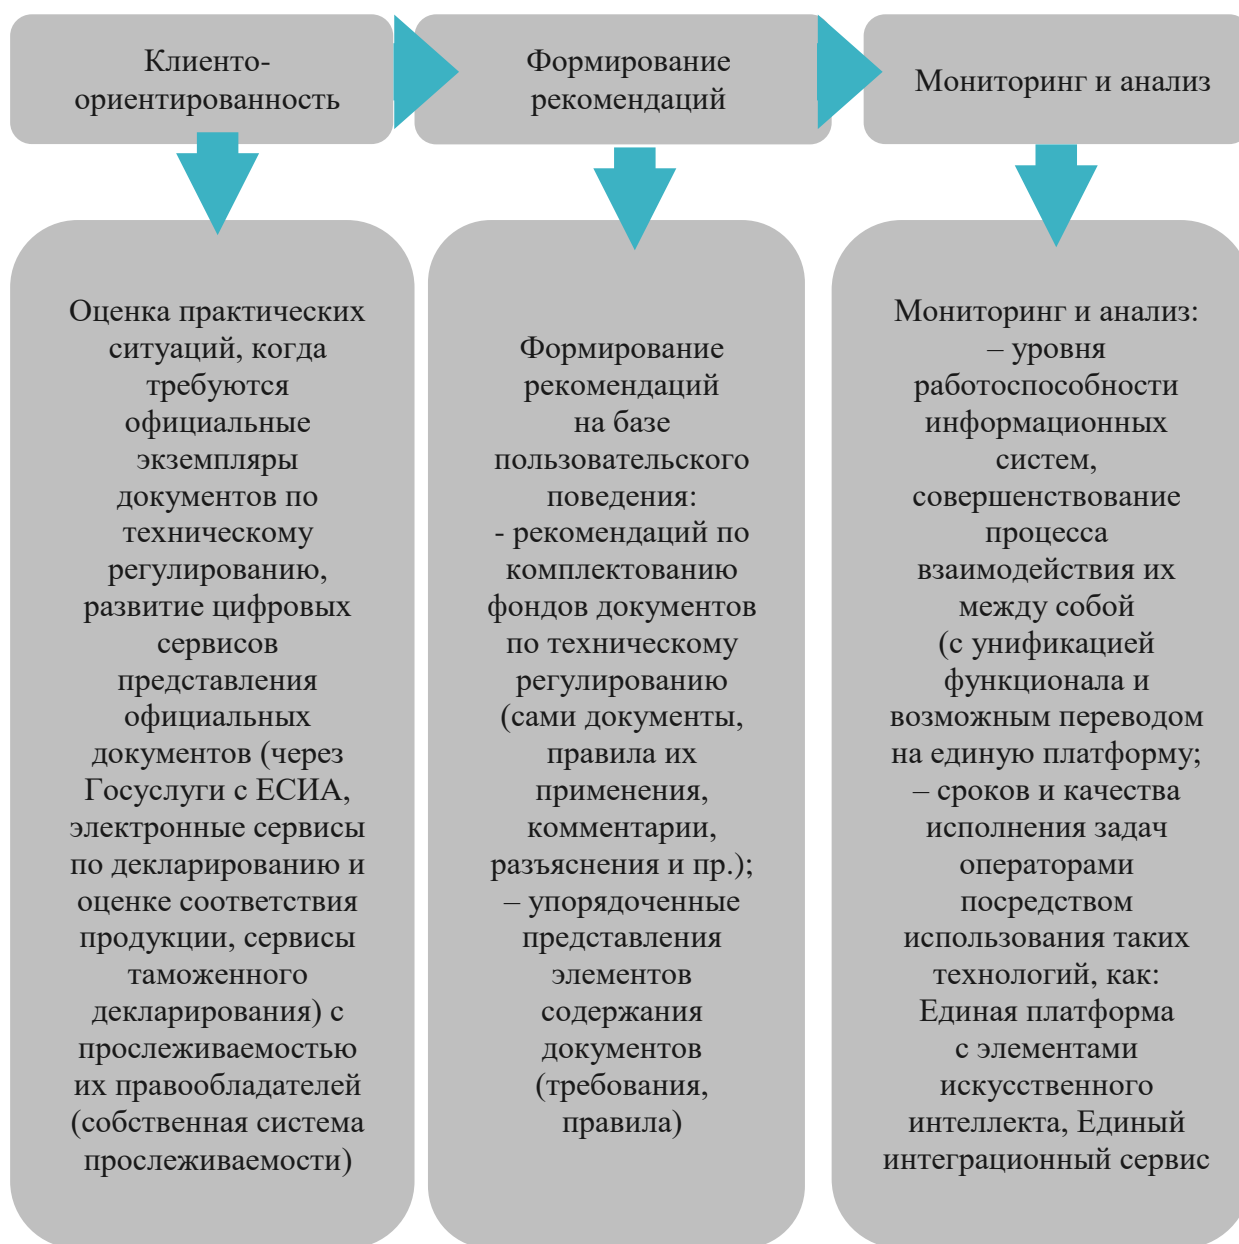 Клиенто-
ориентированность
Формирование
рекомендаций
Мониторинг и анализ
Оценка практических
ситуаций, когда
требуются
официальные
экземпляры
документов по
техническому
регулированию,
развитие цифровых
сервисов
представления
официальных
документов (через
Госуслуги с ЕСИА,
электронные сервисы
по декларированию и
оценке соответствия
продукции, сервисы
таможенного
декларирования) с
прослеживаемостью
их правообладателей
(собственная система
прослеживаемости)
Формирование
рекомендаций
на базе
пользовательского
поведения:
- рекомендаций по
комплектованию
фондов документов
по техническому
регулированию
(сами документы,
правила их
применения,
комментарии,
разъяснения и пр.);
– упорядоченные
представления
элементов
содержания
документов
(требования,
правила)
Мониторинг и анализ:
– уровня
работоспособности
информационных
систем,
совершенствование
процесса
взаимодействия их
между собой
(с унификацией
функционала и
возможным переводом
на единую платформу;
– сроков и качества
исполнения задач
операторами
посредством
использования таких
технологий, как:
Единая платформа
с элементами
искусственного
интеллекта, Единый
интеграционный сервис